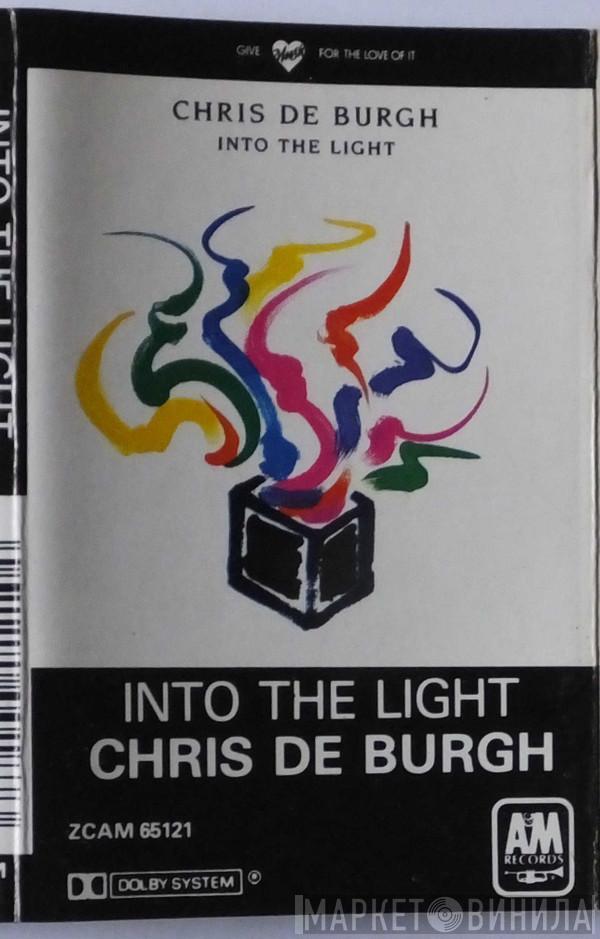 GIVE Music FOR THE LOVE OF IT
CHRIS DE BURGH
INTO THE LIGHT
INTO THE LIGHT
INTO THE LIGHT
CHRIS DE BURGH
ZCAM 65121
DOLBY SYSTEM ®
A&M
RECORDS
МАРКЕТ ВИНИЛА